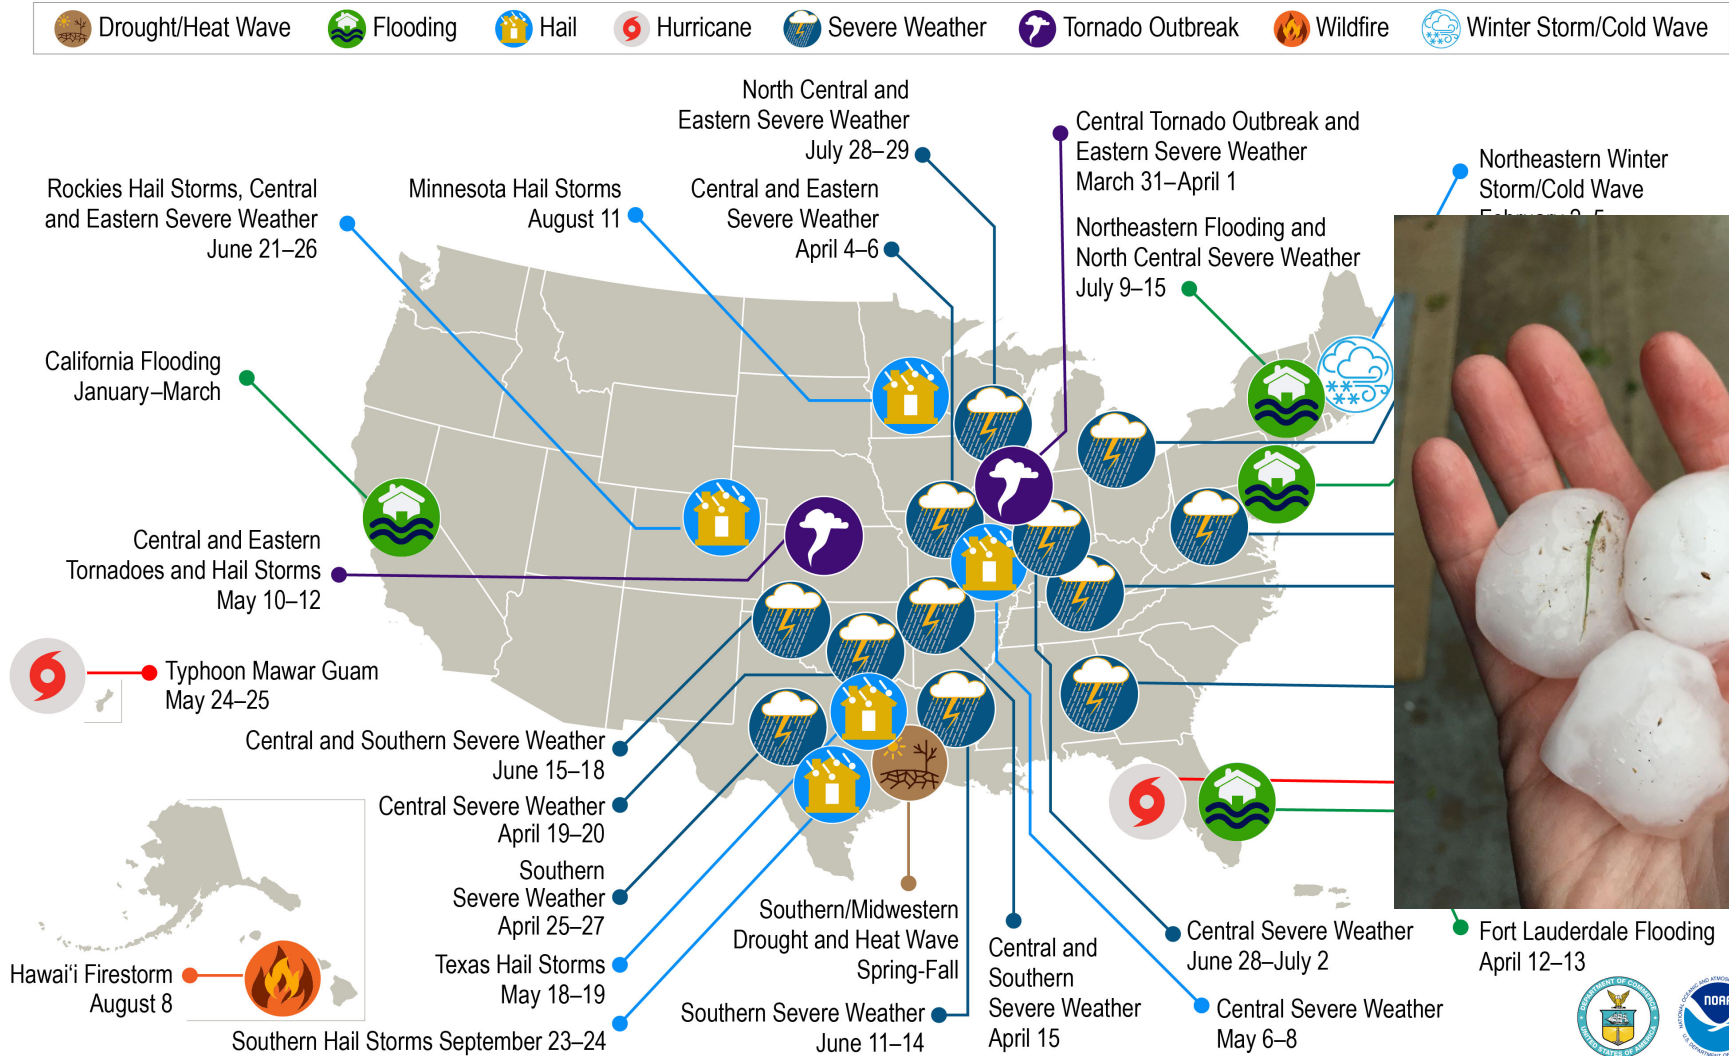 Drought/Heat Wave
Flooding
Hail
Hurricane
Severe Weather
Tornado Outbreak
Wildfire
Winter Storm/Cold Wave
North Central and
Eastern Severe Weather
July 28–29
Central Tornado Outbreak and
Eastern Severe Weather
March 31–April 1
Northeastern Winter
Storm/Cold Wave
Rockies Hail Storms, Central
and Eastern Severe Weather
June 21–26
Minnesota Hail Storms
August 11
Central and Eastern
Severe Weather
April 4–6
Northeastern Flooding and
North Central Severe Weather
July 9–15
California Flooding
January–March
Central and Eastern
Tornadoes and Hail Storms
May 10–12
Typhoon Mawar Guam
May 24–25
Central and Southern Severe Weather
June 15–18
Central Severe Weather
April 19–20
Southern
Severe Weather
April 25–27
Texas Hail Storms
May 18–19
Southern Hail Storms September 23–24
Hawai‘i Firestorm
August 8
Southern/Midwestern
Drought and Heat Wave
Spring-Fall
Southern Severe Weather
June 11–14
Central and
Southern
Severe Weather
April 15
Central Severe Weather
June 28–July 2
Central Severe Weather
May 6–8
Fort Lauderdale Flooding
April 12–13
DEPARTMENT OF COMMERCE
UNITED STATES OF AMERICA